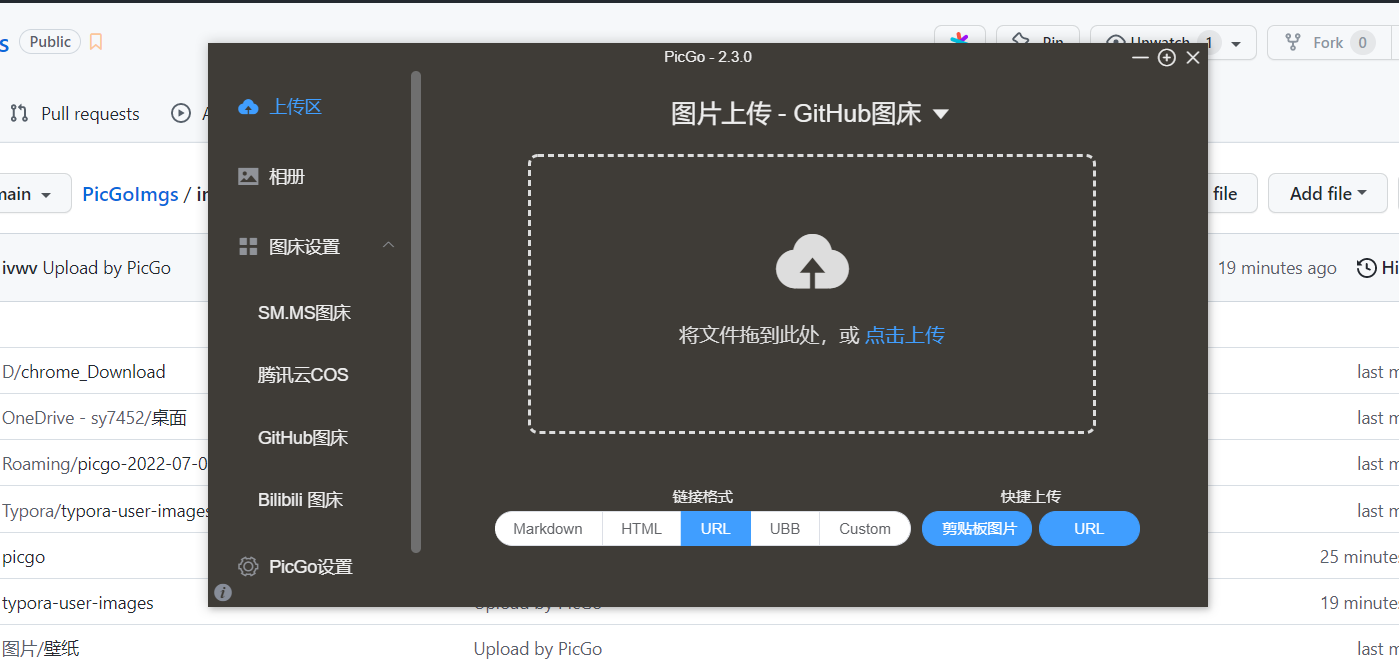 s Public
Pin
Unwatch 1
Fork 0
Pull requests
PicGo - 2.3.0
上传区
相册
图床设置
SM.MS图床
腾讯云COS
GitHub图床
Bilibili 图床
PicGo设置
图片上传 - GitHub图床
将文件拖到此处，或 点击上传
链接格式
Markdown HTML URL UBB Custom
快捷上传
剪贴板图片 URL
main
PicGoImgs /
file
Add file
ivwv Upload by PicGo
19 minutes ago
D/chrome_Download
last m
OneDrive - sy7452/桌面
last m
Roaming/picgo-2022-07-0
last m
Typora/typora-user-images
last m
picgo
25 minute
typora-user-images
Upload by PicGo
19 minute
图片/壁纸
Upload by PicGo
last m